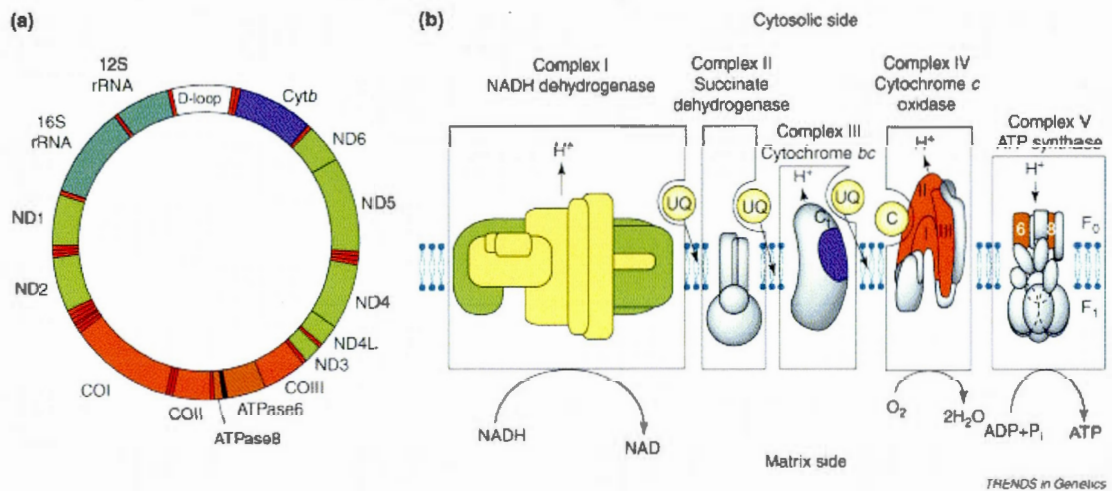 (a)
12S
rRNA
D-loop
Cytb
16S
rRNA
ND6
ND5
ND1
ND2
ND4
ND4L
ND3
COIII
COI
COII
ATPase6
ATPase8
(b)
Cytosolic side
Complex I
NADH dehydrogenase
Complex II
Succinate
dehydrogenase
Complex III
Cytochrome bc
Complex IV
Cytochrome c
oxidase
Complex V
ATP synthase
H+
UQ
UQ
H+
C1
UQ
C
H+
II
I
III
H+
6
8
F0
F1
NADH
NAD
O2
2H2O
ADP+Pi
ATP
Matrix side
TRENDS in Genetics